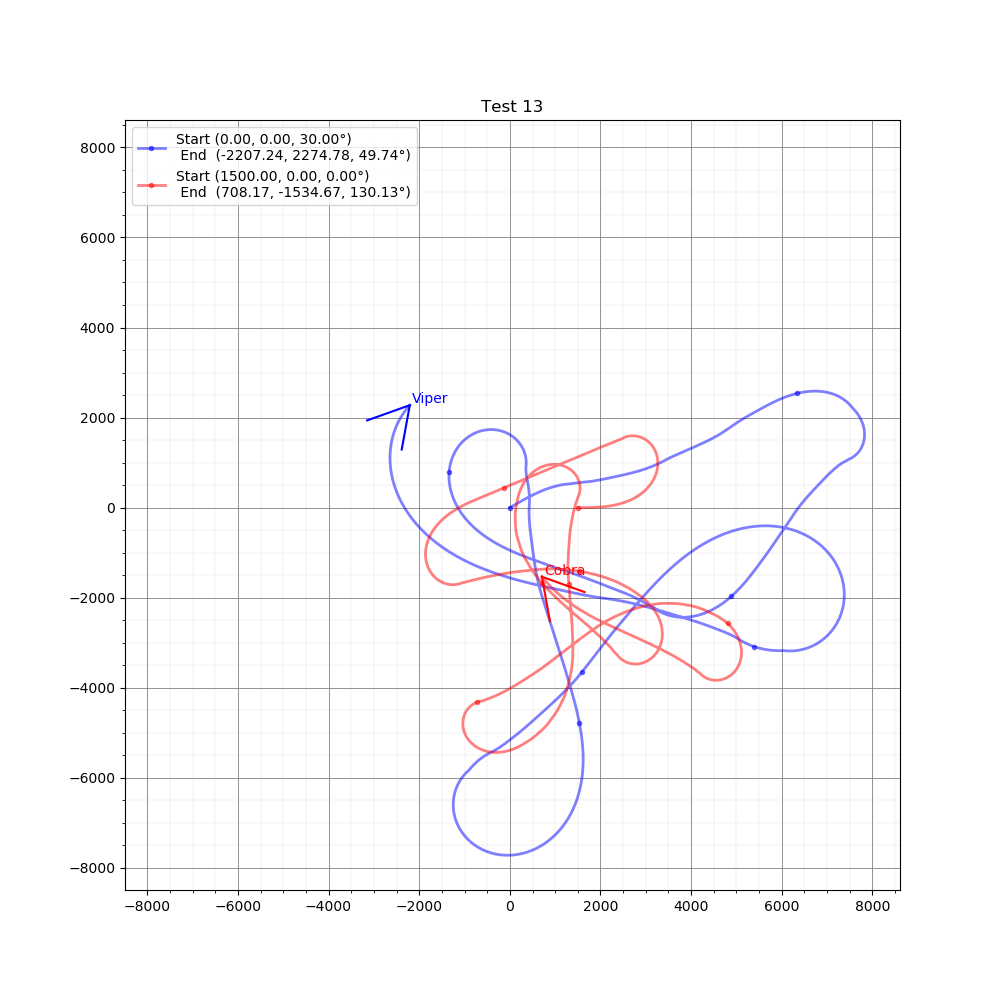 Test 13
Start (0.00, 0.00, 30.00°)
End  (-2207.24, 2274.78, 49.74°)
Start (1500.00, 0.00, 0.00°)
End  (708.17, -1534.67, 130.13°)
8000
6000
4000
2000
0
−2000
−4000
−6000
−8000
Viper
Cobra
−8000 −6000 −4000 −2000 0 2000 4000 6000 8000